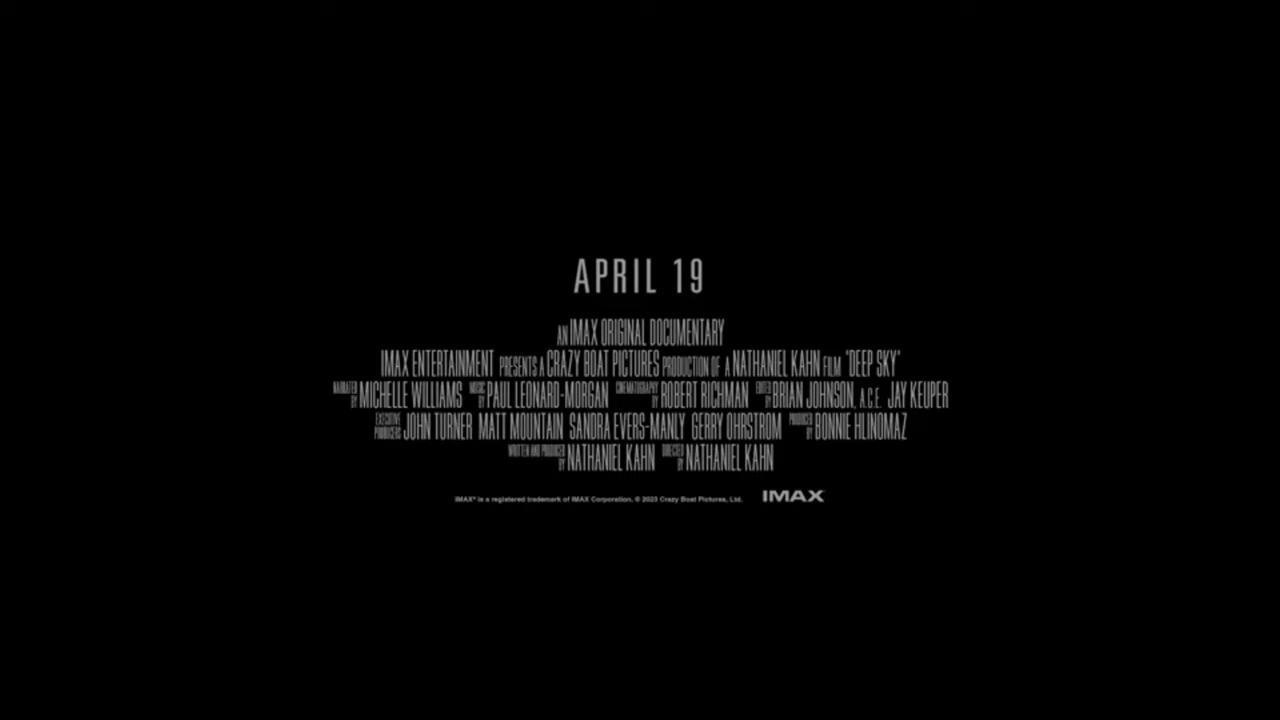 APRIL 19
AN IMAX ORIGINAL DOCUMENTARY
IMAX ENTERTAINMENT PRESENTS A CRAZY BOAT PICTURES PRODUCTION OF A NATHANIEL KAHN FILM "DEEP SKY"
NARRATED BY MICHELLE WILLIAMS MUSIC BY PAUL LEONARD-MORGAN CINEMATOGRAPHY BY ROBERT RICHMAN EDITED BY BRIAN JOHNSON, A.C.E. JAY KEUPER
EXECUTIVE PRODUCERS JOHN TURNER MATT MOUNTAIN SANDRA EVERS-MANLY GERRY OHRSTROM PRODUCED BY BONNIE HLINOMAZ
WRITTEN AND PRODUCED BY NATHANIEL KAHN DIRECTED BY NATHANIEL KAHN
IMAX® is a registered trademark of IMAX Corporation. © 2023 Crazy Boat Pictures, Ltd. IMAX